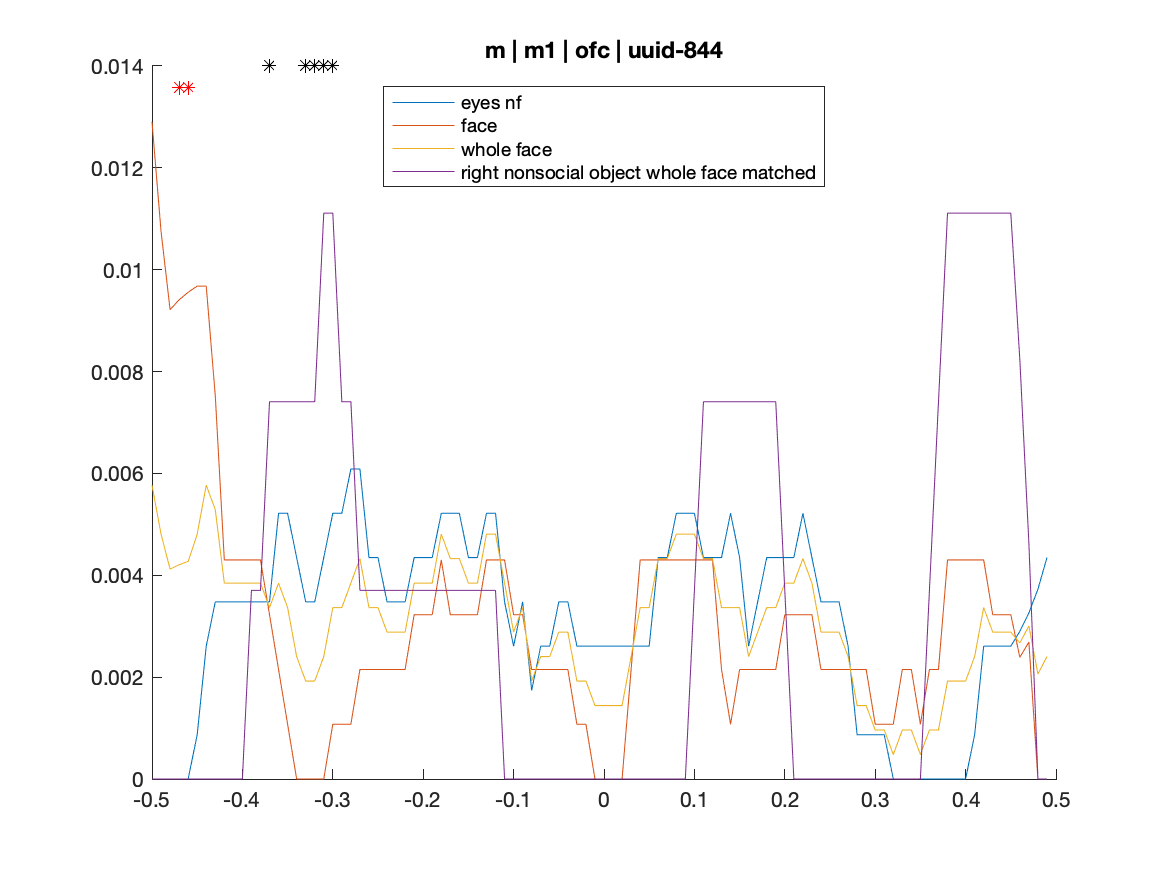 m | m1 | ofc | uuid-844
eyes nf
face
whole face
right nonsocial object whole face matched
0.014
0.012
0.01
0.008
0.006
0.004
0.002
0
-0.5 -0.4 -0.3 -0.2 -0.1 0 0.1 0.2 0.3 0.4 0.5